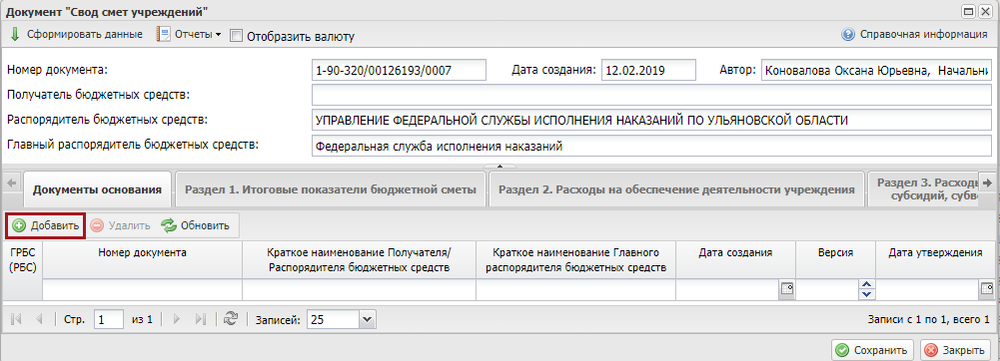 Документ "Свод смет учреждений"
Сформировать данные Отчеты Отобразить валюту Справочная информация
Номер документа: 1-90-320/00126193/0007 Дата создания: 12.02.2019 Автор: Коновалова Оксана Юрьевна, Начальни
Получатель бюджетных средств:
Распорядитель бюджетных средств: УПРАВЛЕНИЕ ФЕДЕРАЛЬНОЙ СЛУЖБЫ ИСПОЛНЕНИЯ НАКАЗАНИЙ ПО УЛЬЯНОВСКОЙ ОБЛАСТИ
Главный распорядитель бюджетных средств: Федеральная служба исполнения наказаний
Документы основания Раздел 1. Итоговые показатели бюджетной сметы Раздел 2. Расходы на обеспечение деятельности учреждения Раздел 3. Расходы
субсидий, субв
Добавить Удалить Обновить
ГРБС (РБС) Номер документа Краткое наименование Получателя/ Распорядителя бюджетных средств Краткое наименование Главного распорядителя бюджетных средств Дата создания Версия Дата утверждения
Стр. 1 из 1 Записей: 25 Записи с 1 по 1, всего 1
Сохранить Закрыть